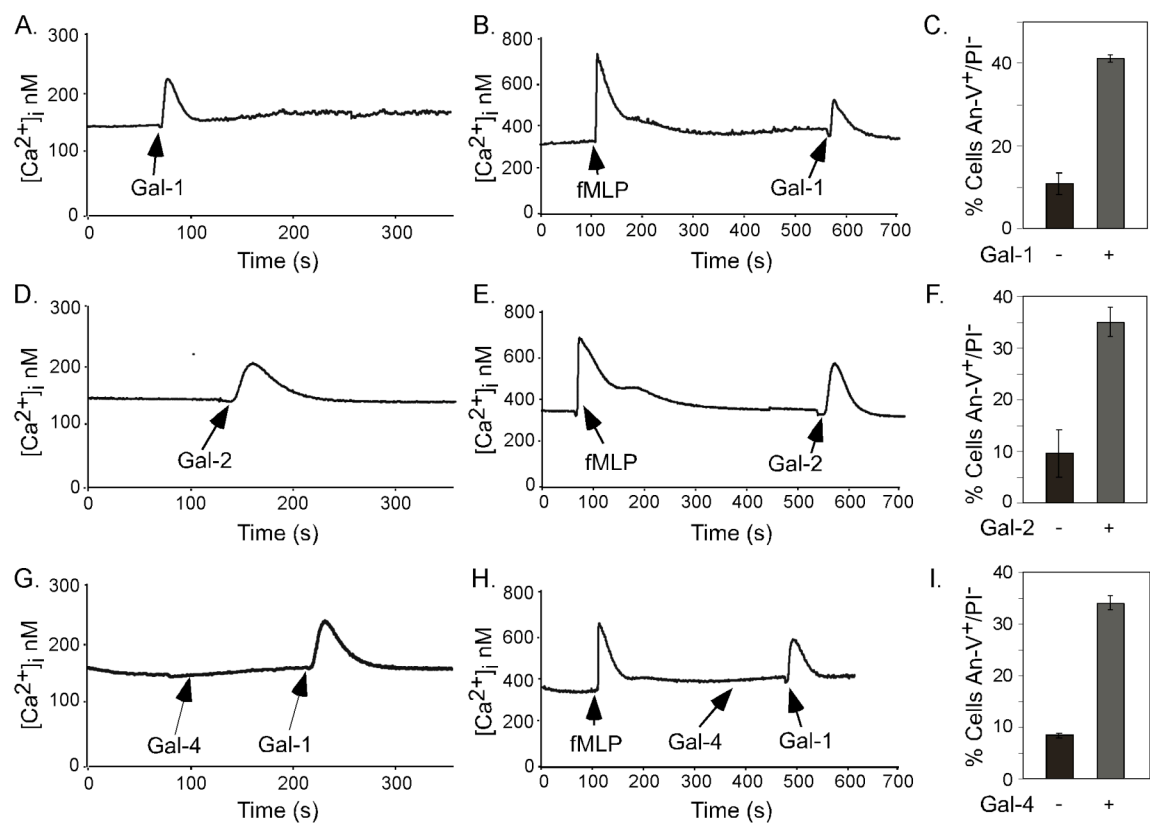 A.
[Ca2+]i nM
300
200
100
0
Gal-1
0 100 200 300
Time (s)
B.
[Ca2+]i nM
800
600
400
200
0
fMLP
Gal-1
0 100 200 300 400 500 600 700
Time (s)
C.
% Cells An-V+/PI-
40
20
0
Gal-1 - +
D.
[Ca2+]i nM
300
200
100
0
Gal-2
0 100 200 300
Time (s)
E.
[Ca2+]i nM
800
600
400
200
0
fMLP
Gal-2
0 100 200 300 400 500 600 700
Time (s)
F.
% Cells An-V+/PI-
40
30
20
10
0
Gal-2 - +
G.
[Ca2+]i nM
300
200
100
0
Gal-4
Gal-1
0 100 200 300
Time (s)
H.
[Ca2+]i nM
800
600
400
200
0
fMLP
Gal-4
Gal-1
0 100 200 300 400 500 600 700
Time (s)
I.
% Cells An-V+/PI-
40
30
20
10
0
Gal-4 - +